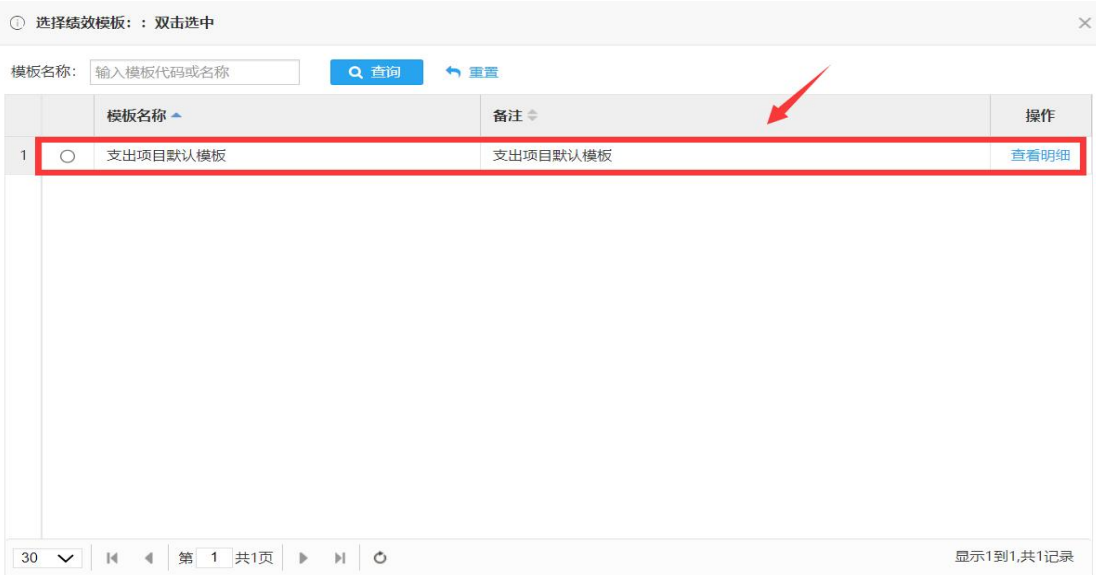 选择绩效模板：：双击选中
模板名称： 输入模板代码或名称 查询 重置
模板名称 备注 操作
1 支出项目默认模板 支出项目默认模板 查看明细
30 第 1 共1页 显示1到1,共1记录